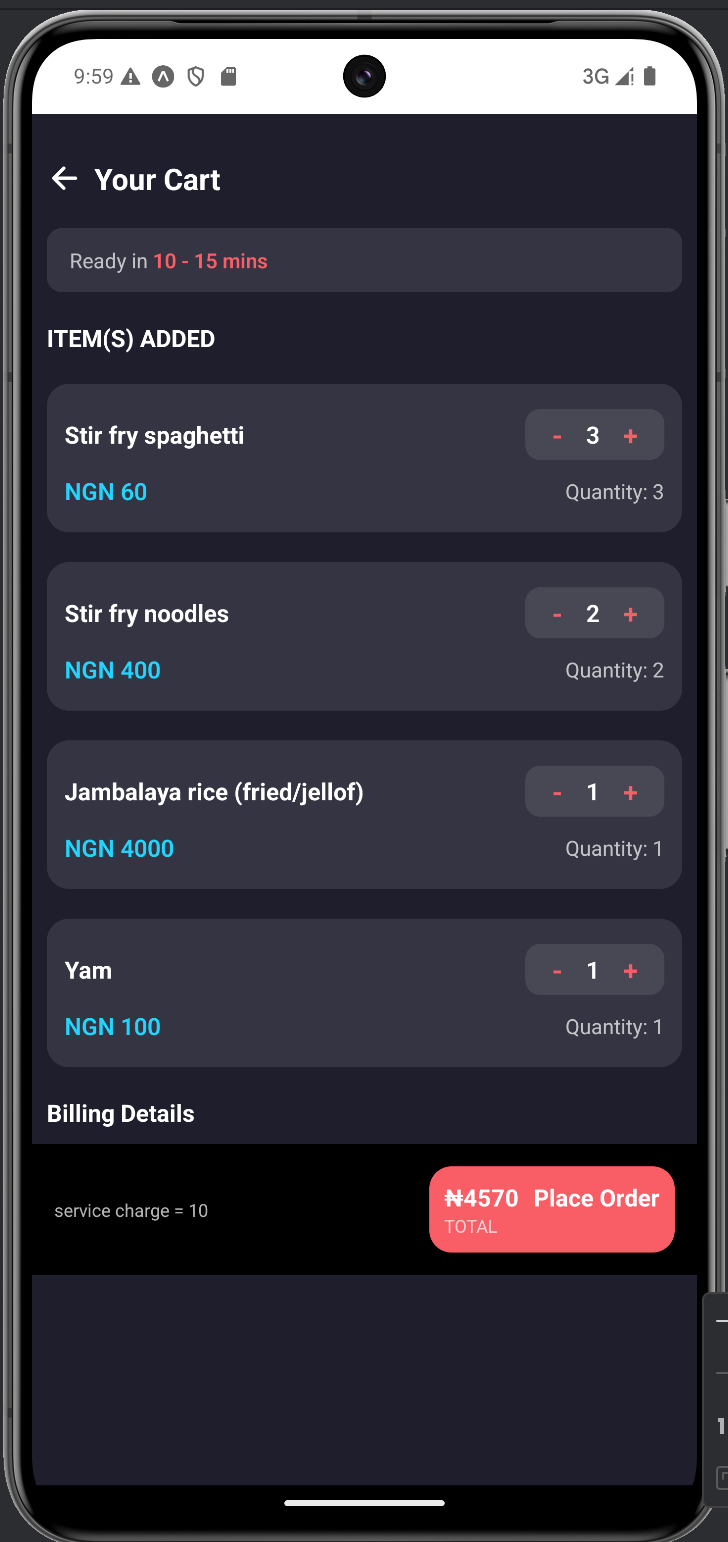 9:59
3G
Your Cart
Ready in 10 - 15 mins
ITEM(S) ADDED
Stir fry spaghetti
- 3 +
NGN 60
Quantity: 3
Stir fry noodles
- 2 +
NGN 400
Quantity: 2
Jambalaya rice (fried/jellof)
- 1 +
NGN 4000
Quantity: 1
Yam
- 1 +
NGN 100
Quantity: 1
Billing Details
service charge = 10
₦4570 Place Order
TOTAL